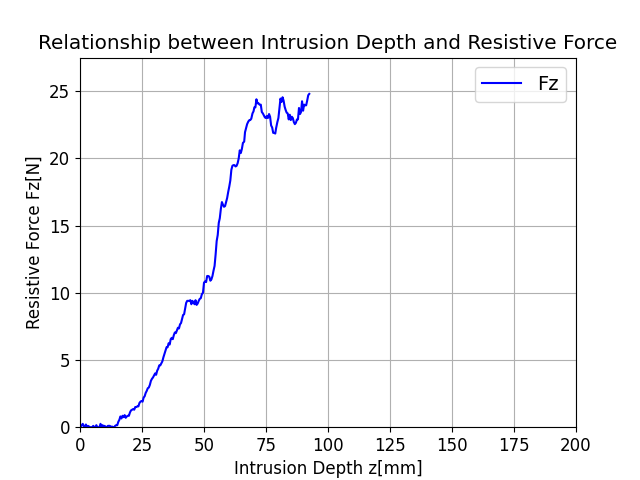 Relationship between Intrusion Depth and Resistive Force
Fz
Resistive Force Fz[N]
25
20
15
10
5
0
0 25 50 75 100 125 150 175 200
Intrusion Depth z[mm]